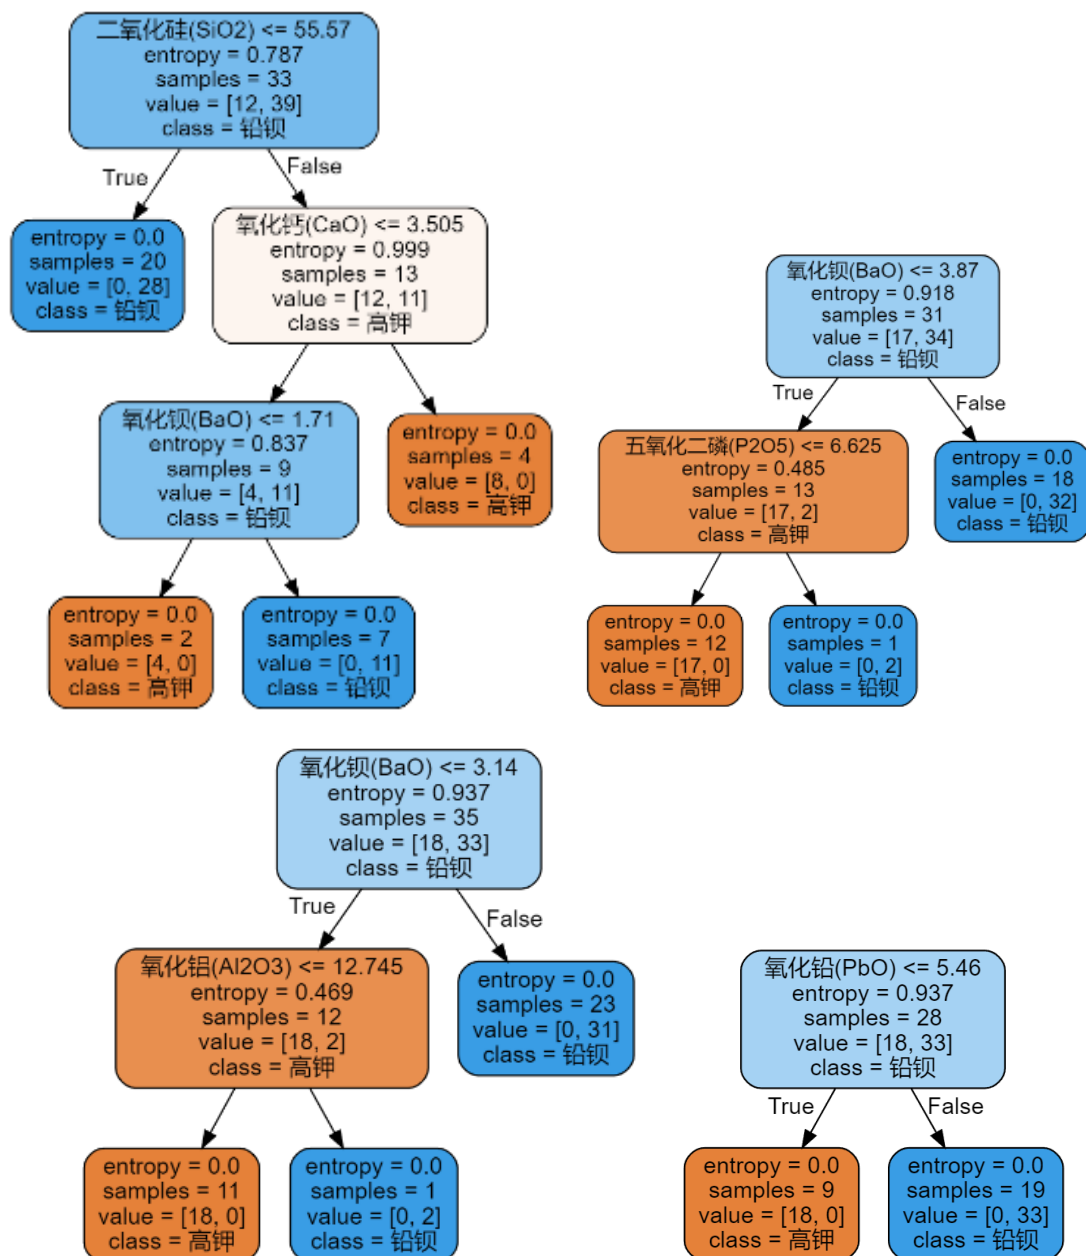 二氧化硅(SiO2) <= 55.57
entropy = 0.787
samples = 33
value = [12, 39]
class = 铅钡
True
False
entropy = 0.0
samples = 20
value = [0, 28]
class = 铅钡
氧化钙(CaO) <= 3.505
entropy = 0.999
samples = 13
value = [12, 11]
class = 高钾
氧化钡(BaO) <= 1.71
entropy = 0.837
samples = 9
value = [4, 11]
class = 铅钡
entropy = 0.0
samples = 4
value = [8, 0]
class = 高钾
entropy = 0.0
samples = 2
value = [4, 0]
class = 高钾
entropy = 0.0
samples = 7
value = [0, 11]
class = 铅钡
氧化钡(BaO) <= 3.87
entropy = 0.918
samples = 31
value = [17, 34]
class = 铅钡
True
False
五氧化二磷(P2O5) <= 6.625
entropy = 0.485
samples = 13
value = [17, 2]
class = 高钾
entropy = 0.0
samples = 18
value = [0, 32]
class = 铅钡
entropy = 0.0
samples = 12
value = [17, 0]
class = 高钾
entropy = 0.0
samples = 1
value = [0, 2]
class = 铅钡
氧化钡(BaO) <= 3.14
entropy = 0.937
samples = 35
value = [18, 33]
class = 铅钡
True
False
氧化铝(Al2O3) <= 12.745
entropy = 0.469
samples = 12
value = [18, 2]
class = 高钾
entropy = 0.0
samples = 23
value = [0, 31]
class = 铅钡
entropy = 0.0
samples = 11
value = [18, 0]
class = 高钾
entropy = 0.0
samples = 1
value = [0, 2]
class = 铅钡
氧化铅(PbO) <= 5.46
entropy = 0.937
samples = 28
value = [18, 33]
class = 铅钡
True
False
entropy = 0.0
samples = 9
value = [18, 0]
class = 高钾
entropy = 0.0
samples = 19
value = [0, 33]
class = 铅钡